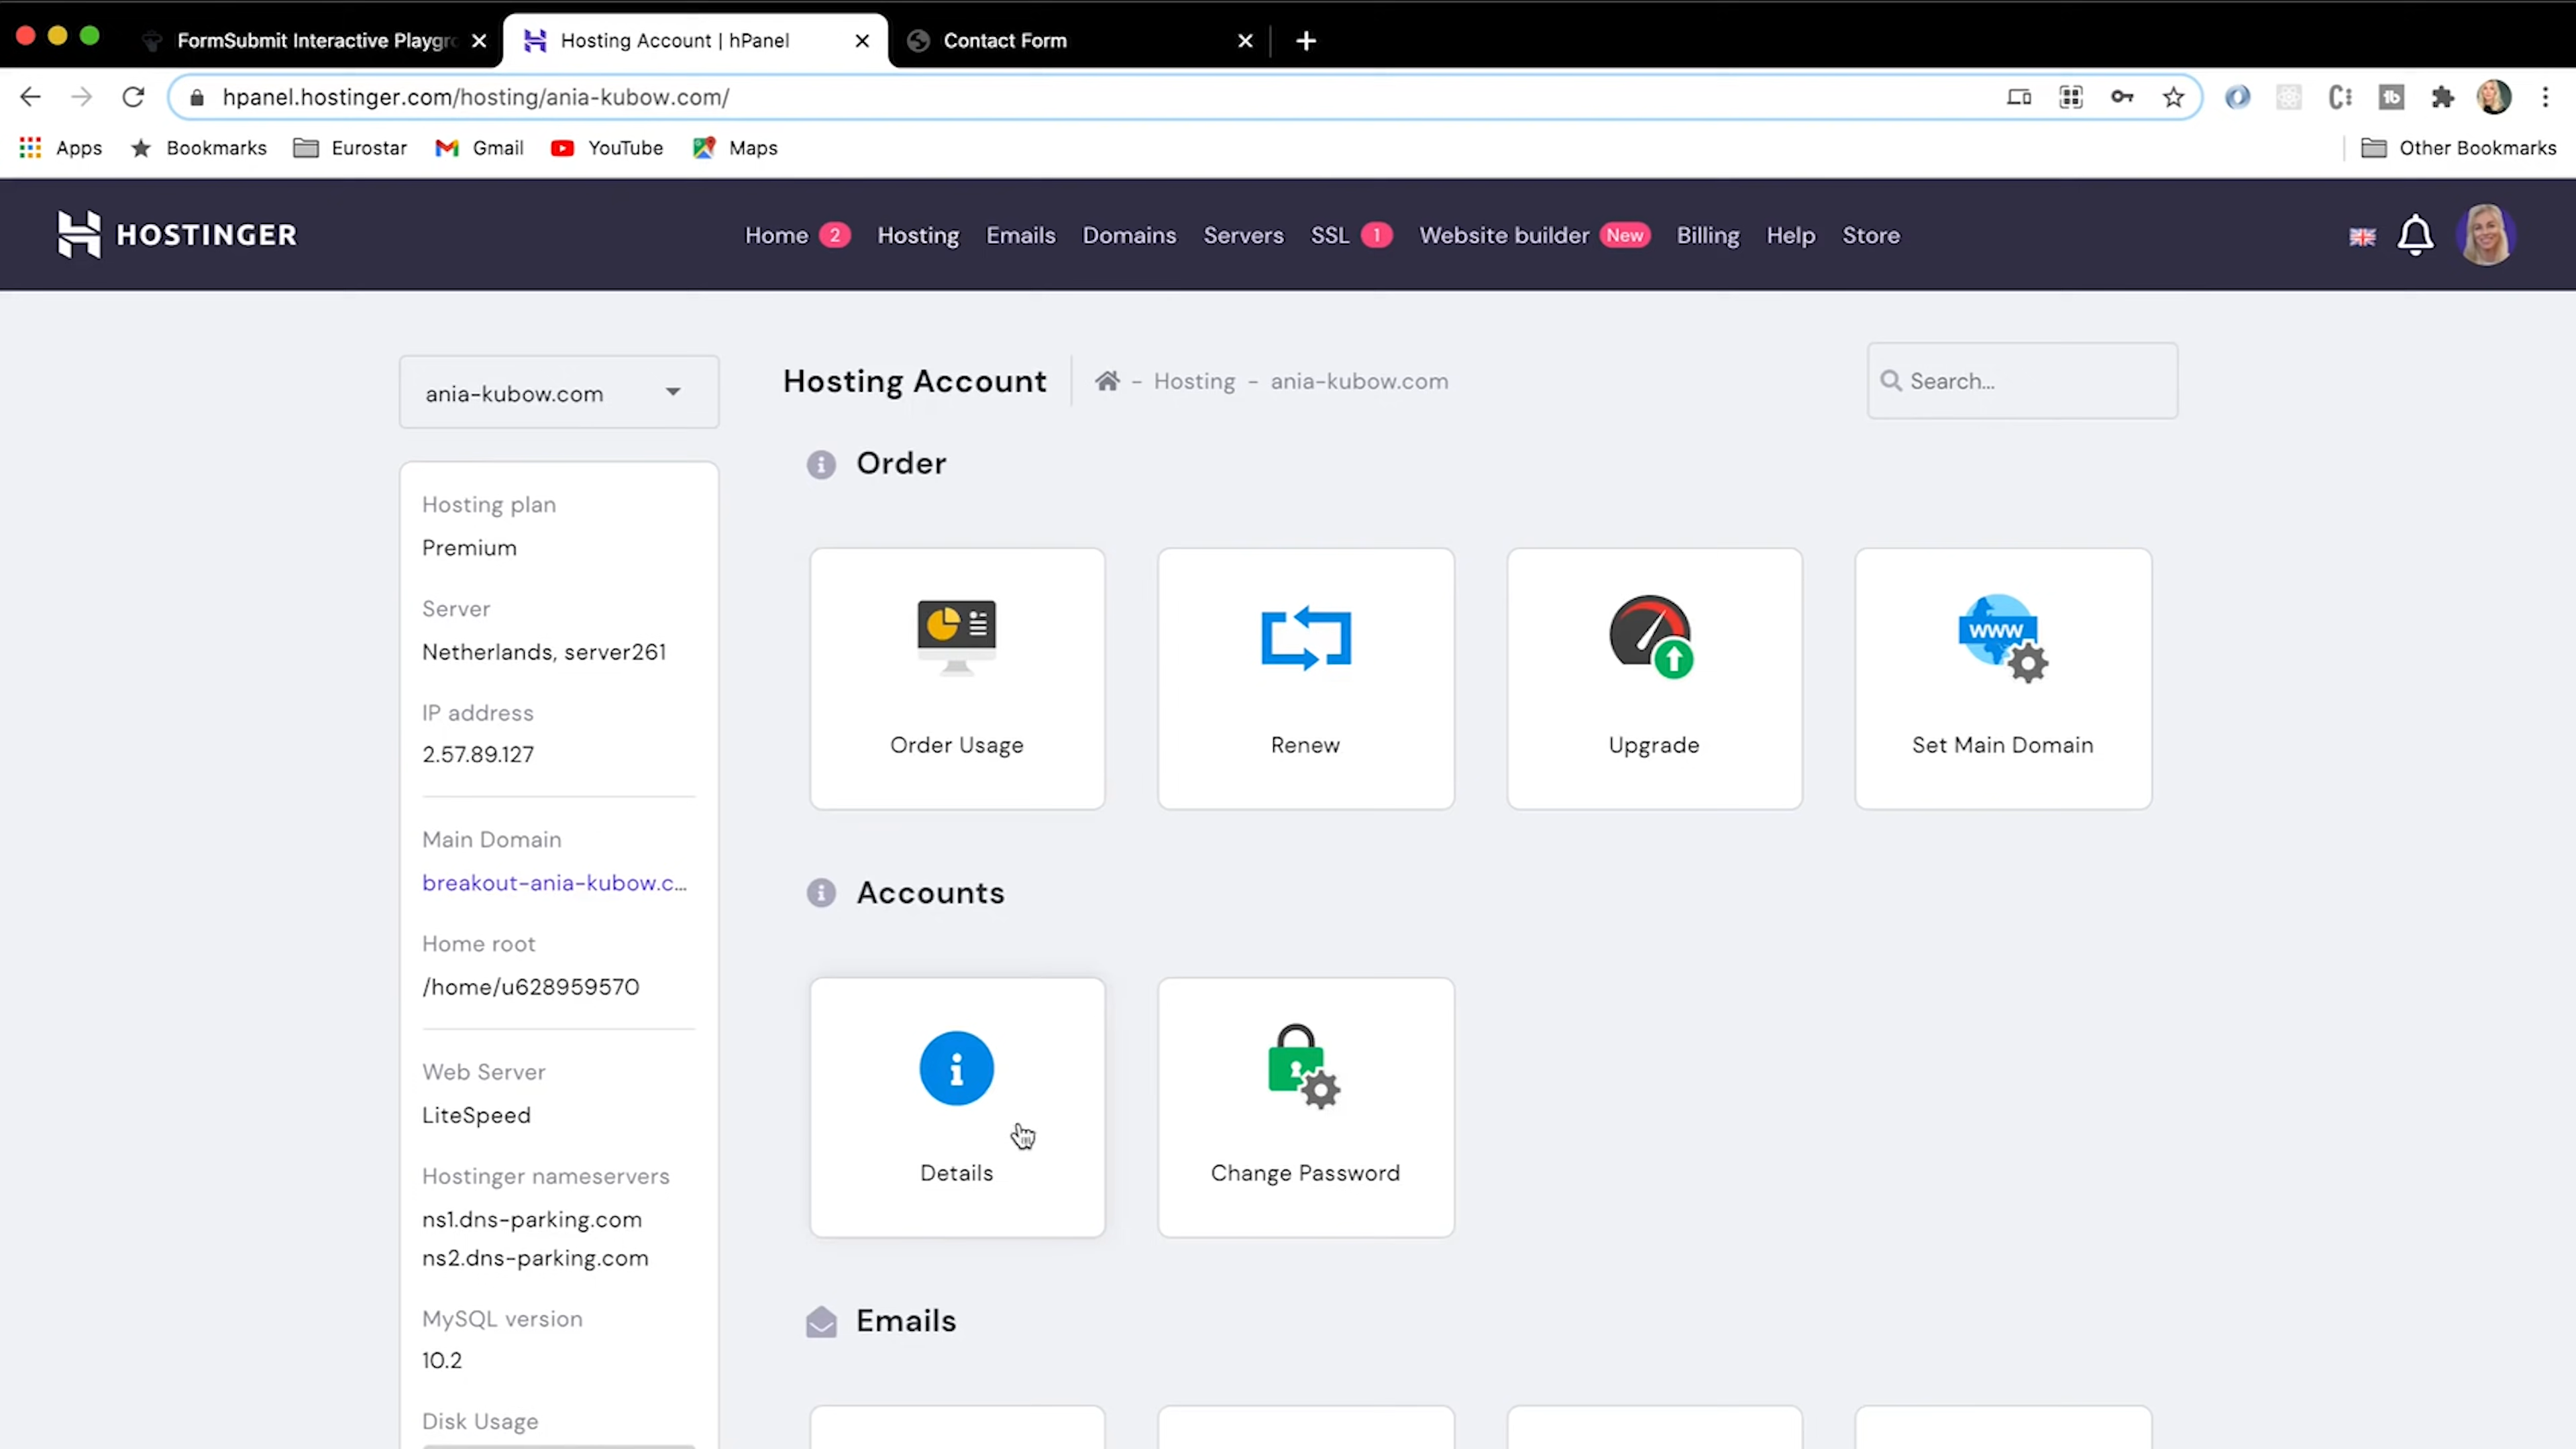 FormSubmit Interactive Playgro
Hosting Account | hPanel
Contact Form
hpanel.hostinger.com/hosting/ania-kubow.com/
Apps
Bookmarks
Eurostar
Gmail
YouTube
Maps
Other Bookmarks
HOSTINGER
Home 2
Hosting
Emails
Domains
Servers
SSL 1
Website builder New
Billing
Help
Store
ania-kubow.com
Hosting Account
- Hosting - ania-kubow.com
Search...
Hosting plan
Premium
Server
Netherlands, server261
IP address
2.57.89.127
Main Domain
breakout-ania-kubow.c...
Home root
/home/u628959570
Web Server
LiteSpeed
Hostinger nameservers
ns1.dns-parking.com
ns2.dns-parking.com
MySQL version
10.2
Disk Usage
Order
Order Usage
Renew
Upgrade
www
Set Main Domain
Accounts
Details
Change Password
Emails